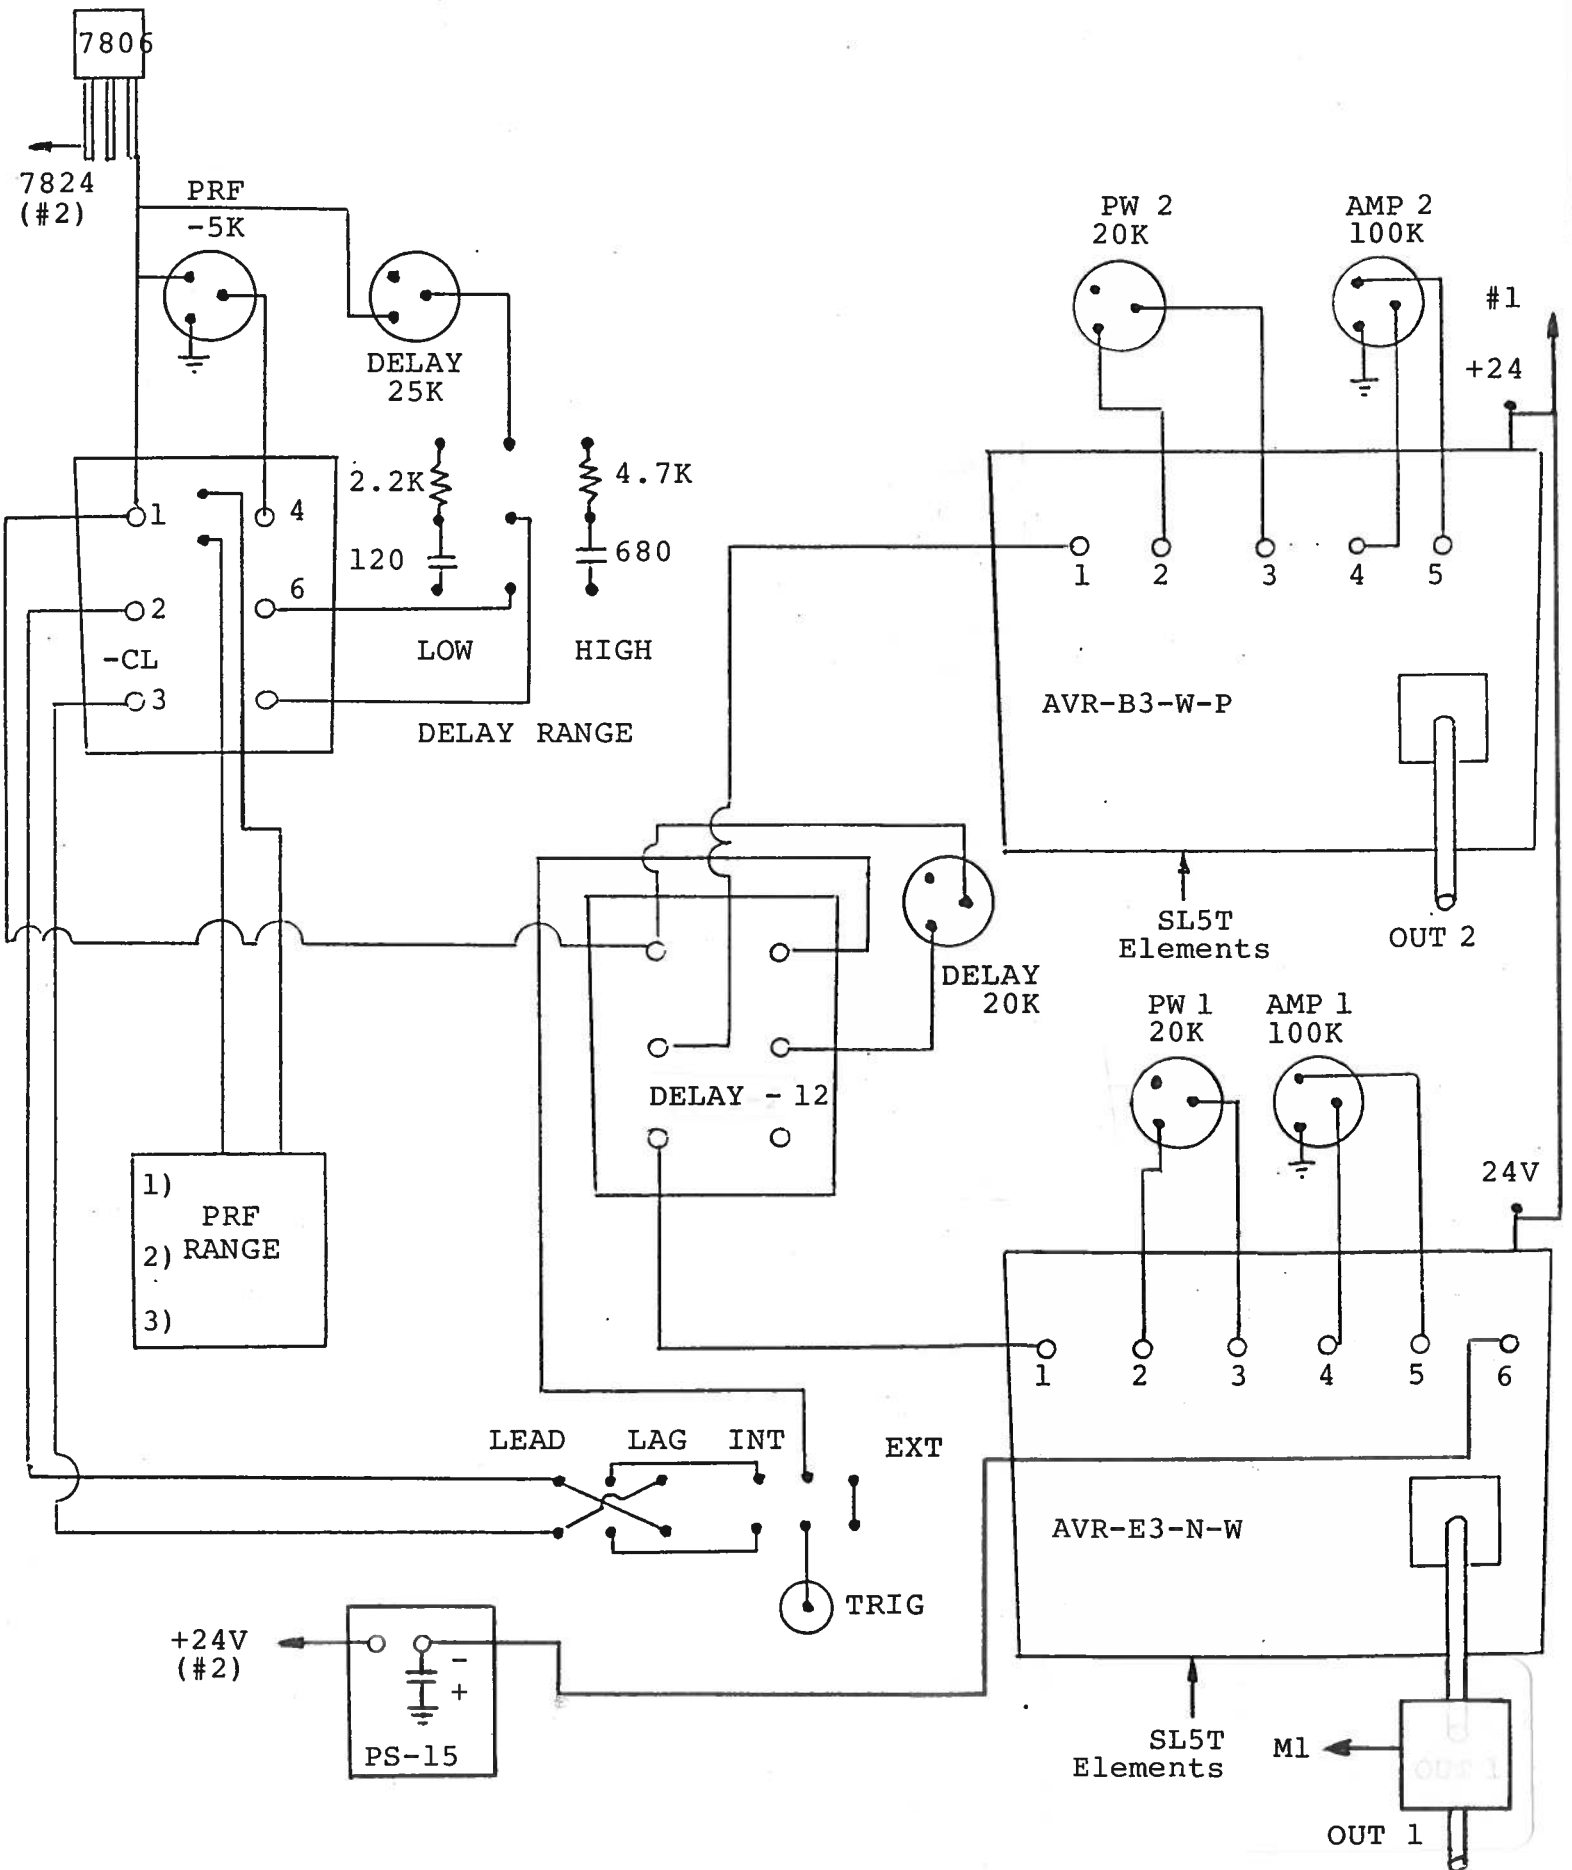 7806
7824
(#2)
PRF
-5K
DELAY
25K
PW 2
20K
AMP 2
100K
#1
+24
2.2K
4.7K
1
4
120
680
2
6
-CL
LOW
HIGH
3
DELAY RANGE
1
2
3
4
5
AVR-B3-W-P
SL5T
Elements
OUT 2
DELAY
20K
DELAY - 12
PW 1
20K
AMP 1
100K
24V
1)
PRF
2) RANGE
3)
1
2
3
4
5
6
LEAD
LAG
INT
EXT
AVR-E3-N-W
TRIG
+24V
(#2)
-
+
PS-15
SL5T
Elements
M1
OUT 1
OUT 1